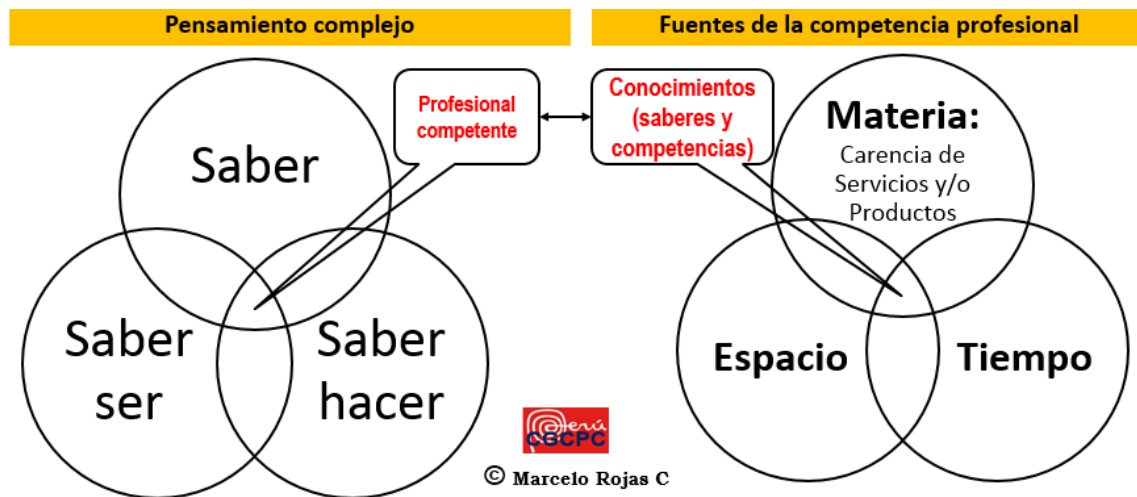 Pensamiento complejo
Fuentes de la competencia profesional
Saber
Profesional
competente
Conocimientos
(saberes y
competencias)
Materia:
Carencia de
Servicios y/o
Productos
Saber
ser
Saber
hacer
Espacio
Tiempo
Perú
CGCPC
© Marcelo Rojas C